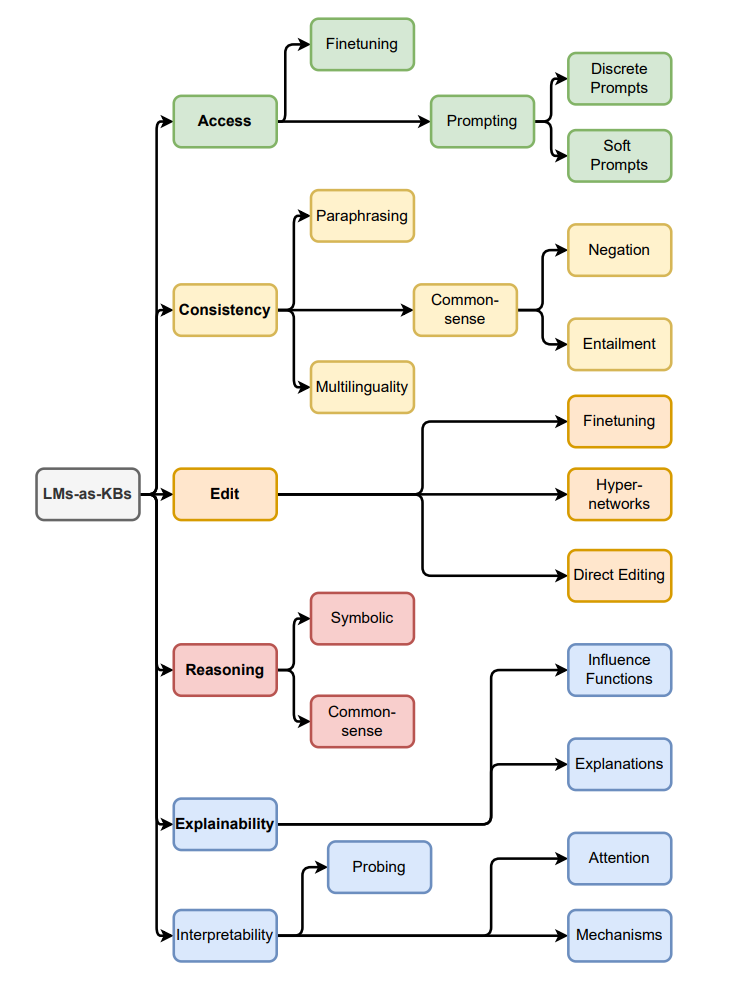 Finetuning
Discrete
Prompts
Access
Prompting
Soft
Prompts
Paraphrasing
Negation
Consistency
Common-
sense
Entailment
Multilinguality
Finetuning
LMs-as-KBs
Edit
Hyper-
networks
Direct Editing
Symbolic
Reasoning
Influence
Functions
Common-
sense
Explanations
Explainability
Probing
Attention
Interpretability
Mechanisms